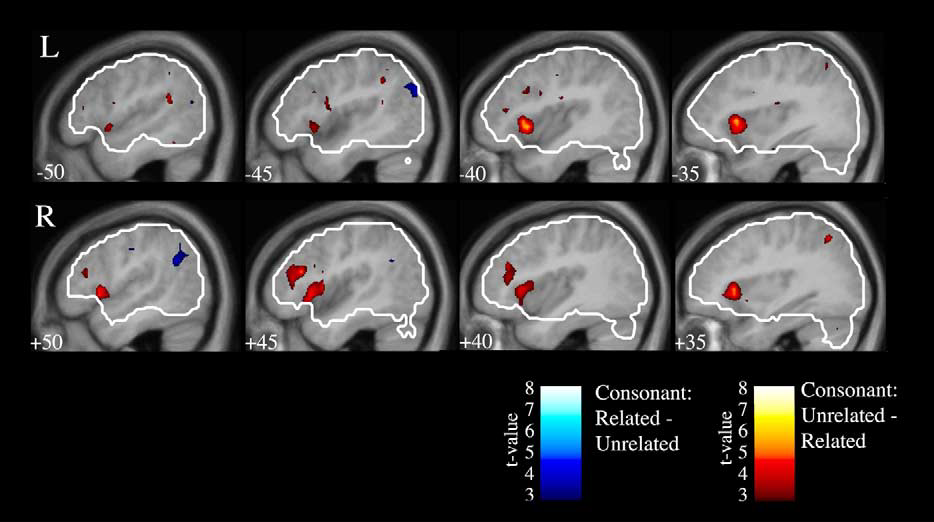 L
-50
-45
-40
-35
R
+50
+45
+40
+35
8
7
6
5
4
3
t-value
Consonant:
Related -
Unrelated
8
7
6
5
4
3
t-value
Consonant:
Unrelated -
Related